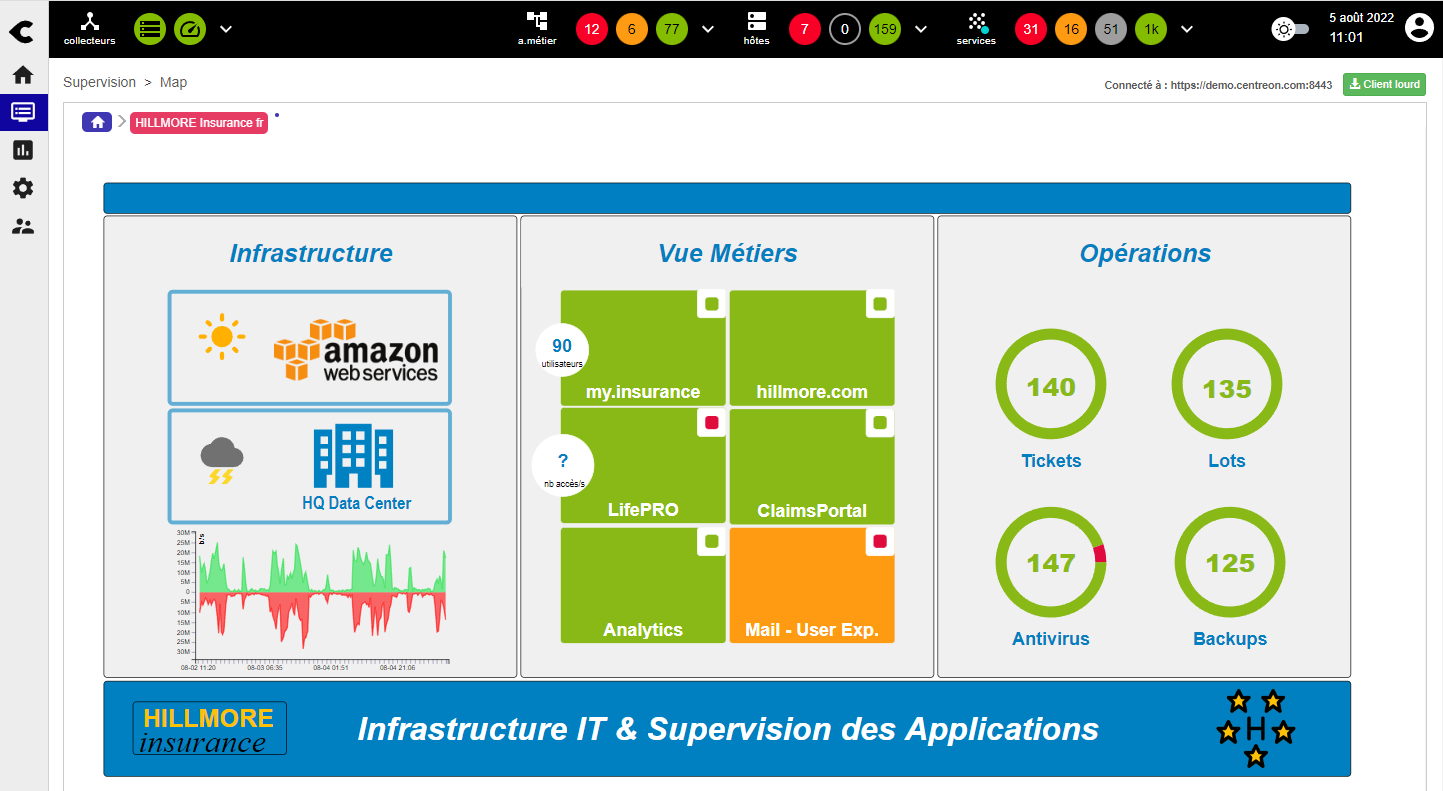 collecteurs
a.métier
12
6
77
hôtes
7
0
159
services
31
16
51
1k
5 août 2022
11:01
Supervision > Map
Connecté à : https://demo.centreon.com:8443
Client lourd
HILLMORE Insurance fr
Infrastructure
amazon
web services
HQ Data Center
b/s
30M
25M
20M
15M
10M
5M
0
5M
10M
15M
20M
25M
30M
08-02 11:20
08-03 06:35
08-04 01:51
08-04 21:06
Vue Métiers
90
utilisateurs
my.insurance
hillmore.com
?
nb accès/s
LifePRO
ClaimsPortal
Analytics
Mail - User Exp.
Opérations
140
Tickets
135
Lots
147
Antivirus
125
Backups
HILLMORE
insurance
Infrastructure IT & Supervision des Applications
H